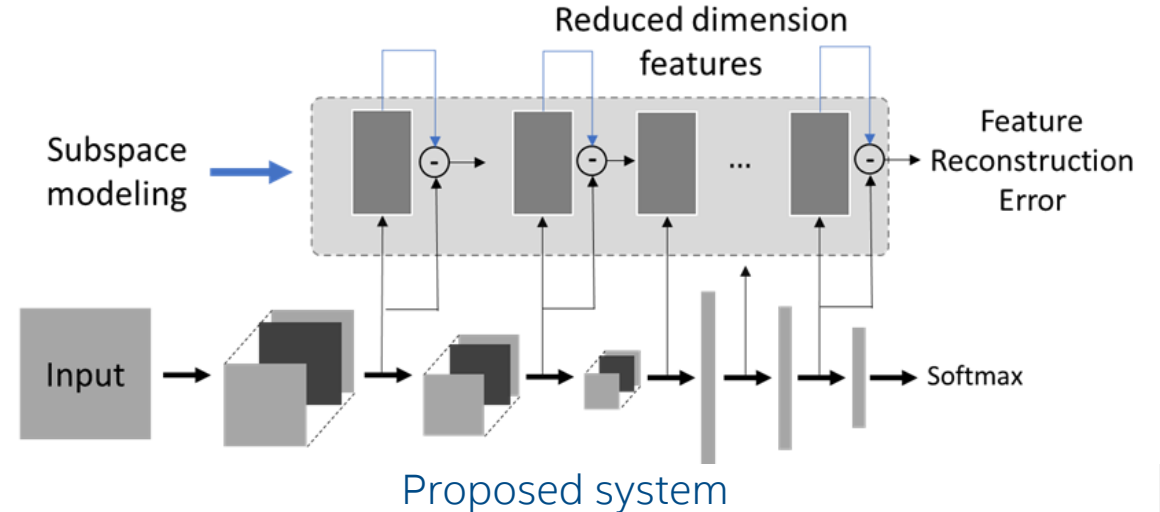 Reduced dimension
features
Subspace
modeling
-
-
...
-
Feature
Reconstruction
Error
Input
Softmax
Proposed system